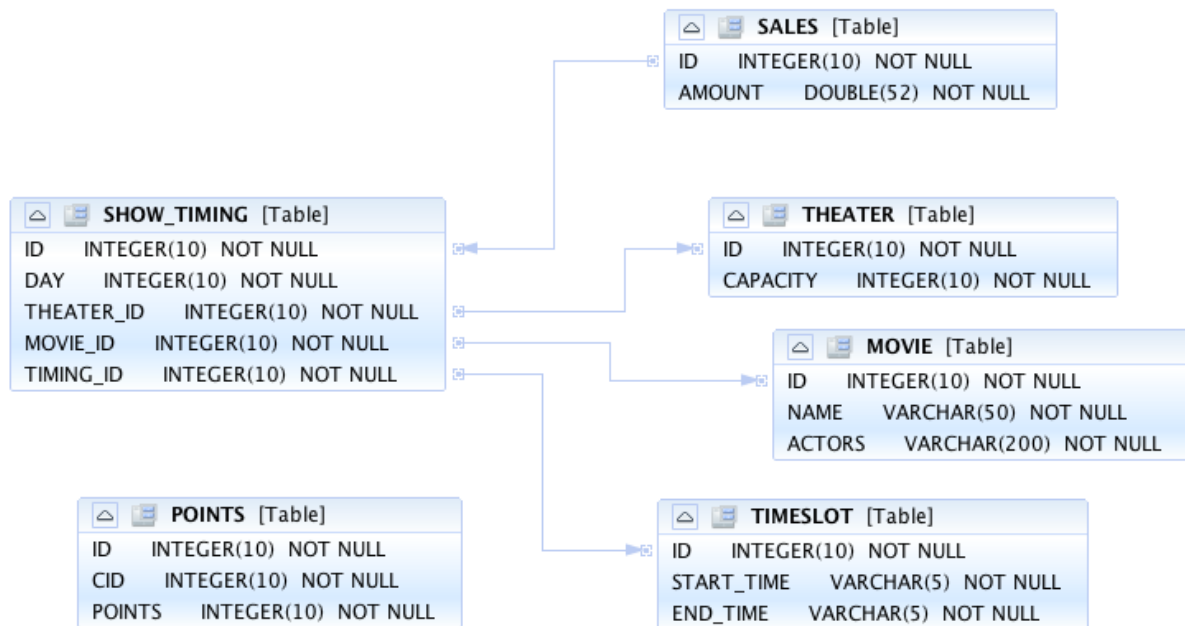 SALES [Table]
ID INTEGER(10) NOT NULL
AMOUNT DOUBLE(52) NOT NULL
SHOW_TIMING [Table]
ID INTEGER(10) NOT NULL
DAY INTEGER(10) NOT NULL
THEATER_ID INTEGER(10) NOT NULL
MOVIE_ID INTEGER(10) NOT NULL
TIMING_ID INTEGER(10) NOT NULL
THEATER [Table]
ID INTEGER(10) NOT NULL
CAPACITY INTEGER(10) NOT NULL
MOVIE [Table]
ID INTEGER(10) NOT NULL
NAME VARCHAR(50) NOT NULL
ACTORS VARCHAR(200) NOT NULL
POINTS [Table]
ID INTEGER(10) NOT NULL
CID INTEGER(10) NOT NULL
POINTS INTEGER(10) NOT NULL
TIMESLOT [Table]
ID INTEGER(10) NOT NULL
START_TIME VARCHAR(5) NOT NULL
END_TIME VARCHAR(5) NOT NULL